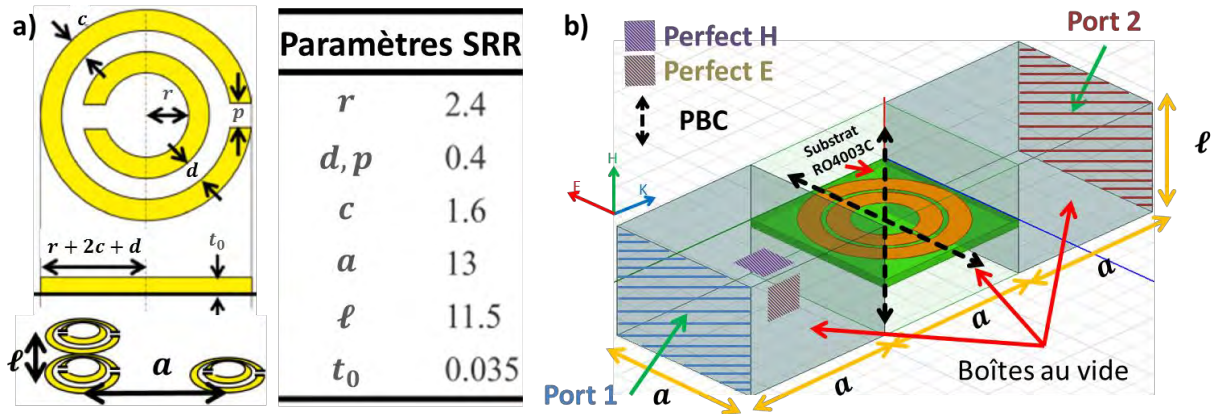 a)
c
r
p
d
r + 2c + d
t₀
ℓ
a
Paramètres SRR
r 2.4
d, p 0.4
c 1.6
a 13
ℓ 11.5
t₀ 0.035
b)
Perfect H
Perfect E
PBC
Port 2
Substrat
RO4003C
H
E
K
ℓ
a
a
a
a
Port 1
Boîtes au vide